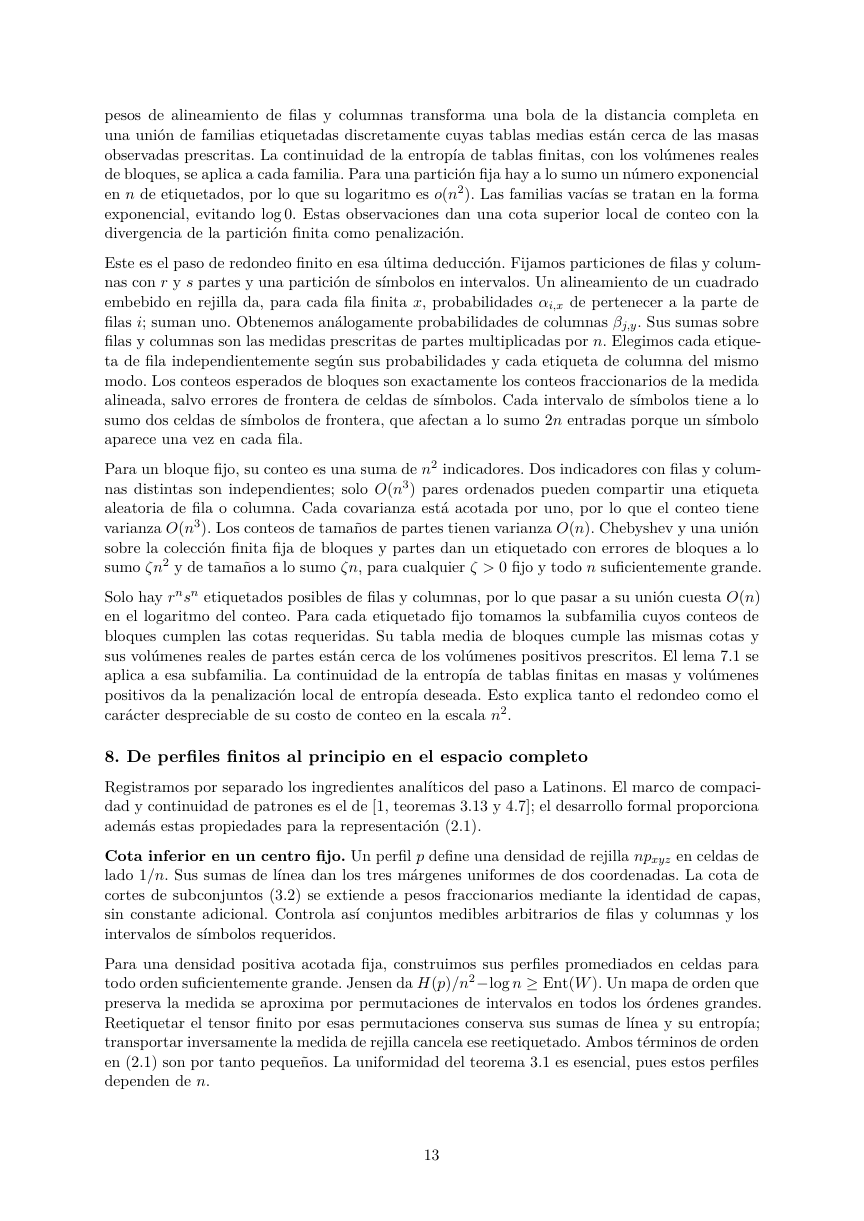 pesos de alineamiento de filas y columnas transforma una bola de la distancia completa en
una unión de familias etiquetadas discretamente cuyas tablas medias están cerca de las masas
observadas prescritas. La continuidad de la entropía de tablas finitas, con los volúmenes reales
de bloques, se aplica a cada familia. Para una partición fija hay a lo sumo un número exponencial
en n de etiquetados, por lo que su logaritmo es o(n²). Las familias vacías se tratan en la forma
exponencial, evitando log 0. Estas observaciones dan una cota superior local de conteo con la
divergencia de la partición finita como penalización.
Este es el paso de redondeo finito en esa última deducción. Fijamos particiones de filas y colum-
nas con r y s partes y una partición de símbolos en intervalos. Un alineamiento de un cuadrado
embebido en rejilla da, para cada fila finita x, probabilidades α_{i,x} de pertenecer a la parte de
filas i; suman uno. Obtenemos análogamente probabilidades de columnas β_{j,y}. Sus sumas sobre
filas y columnas son las medidas prescritas de partes multiplicadas por n. Elegimos cada etique-
ta de fila independientemente según sus probabilidades y cada etiqueta de columna del mismo
modo. Los conteos esperados de bloques son exactamente los conteos fraccionarios de la medida
alineada, salvo errores de frontera de celdas de símbolos. Cada intervalo de símbolos tiene a lo
sumo dos celdas de símbolos de frontera, que afectan a lo sumo 2n entradas porque un símbolo
aparece una vez en cada fila.
Para un bloque fijo, su conteo es una suma de n² indicadores. Dos indicadores con filas y colum-
nas distintas son independientes; solo O(n³) pares ordenados pueden compartir una etiqueta
aleatoria de fila o columna. Cada covarianza está acotada por uno, por lo que el conteo tiene
varianza O(n³). Los conteos de tamaños de partes tienen varianza O(n). Chebyshev y una unión
sobre la colección finita fija de bloques y partes dan un etiquetado con errores de bloques a lo
sumo ζn² y de tamaños a lo sumo ζn, para cualquier ζ > 0 fijo y todo n suficientemente grande.
Solo hay rⁿsⁿ etiquetados posibles de filas y columnas, por lo que pasar a su unión cuesta O(n)
en el logaritmo del conteo. Para cada etiquetado fijo tomamos la subfamilia cuyos conteos de
bloques cumplen las cotas requeridas. Su tabla media de bloques cumple las mismas cotas y
sus volúmenes reales de partes están cerca de los volúmenes positivos prescritos. El lema 7.1 se
aplica a esa subfamilia. La continuidad de la entropía de tablas finitas en masas y volúmenes
positivos da la penalización local de entropía deseada. Esto explica tanto el redondeo como el
carácter despreciable de su costo de conteo en la escala n².
8. De perfiles finitos al principio en el espacio completo
Registramos por separado los ingredientes analíticos del paso a Latinons. El marco de compaci-
dad y continuidad de patrones es el de [1, teoremas 3.13 y 4.7]; el desarrollo formal proporciona
además estas propiedades para la representación (2.1).
Cota inferior en un centro fijo. Un perfil p define una densidad de rejilla np_{xyz} en celdas de
lado 1/n. Sus sumas de línea dan los tres márgenes uniformes de dos coordenadas. La cota de
cortes de subconjuntos (3.2) se extiende a pesos fraccionarios mediante la identidad de capas,
sin constante adicional. Controla así conjuntos medibles arbitrarios de filas y columnas y los
intervalos de símbolos requeridos.
Para una densidad positiva acotada fija, construimos sus perfiles promediados en celdas para
todo orden suficientemente grande. Jensen da H(p)/n² − log n ≥ Ent(W). Un mapa de orden que
preserva la medida se aproxima por permutaciones de intervalos en todos los órdenes grandes.
Reetiquetar el tensor finito por esas permutaciones conserva sus sumas de línea y su entropía;
transportar inversamente la medida de rejilla cancela ese reetiquetado. Ambos términos de orden
en (2.1) son por tanto pequeños. La uniformidad del teorema 3.1 es esencial, pues estos perfiles
dependen de n.
13